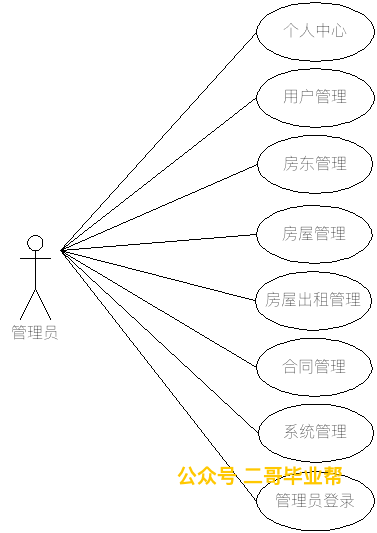 个人中心
用户管理
房东管理
房屋管理
房屋出租管理
管理员
合同管理
系统管理
公众号 二哥毕业帮
管理员登录